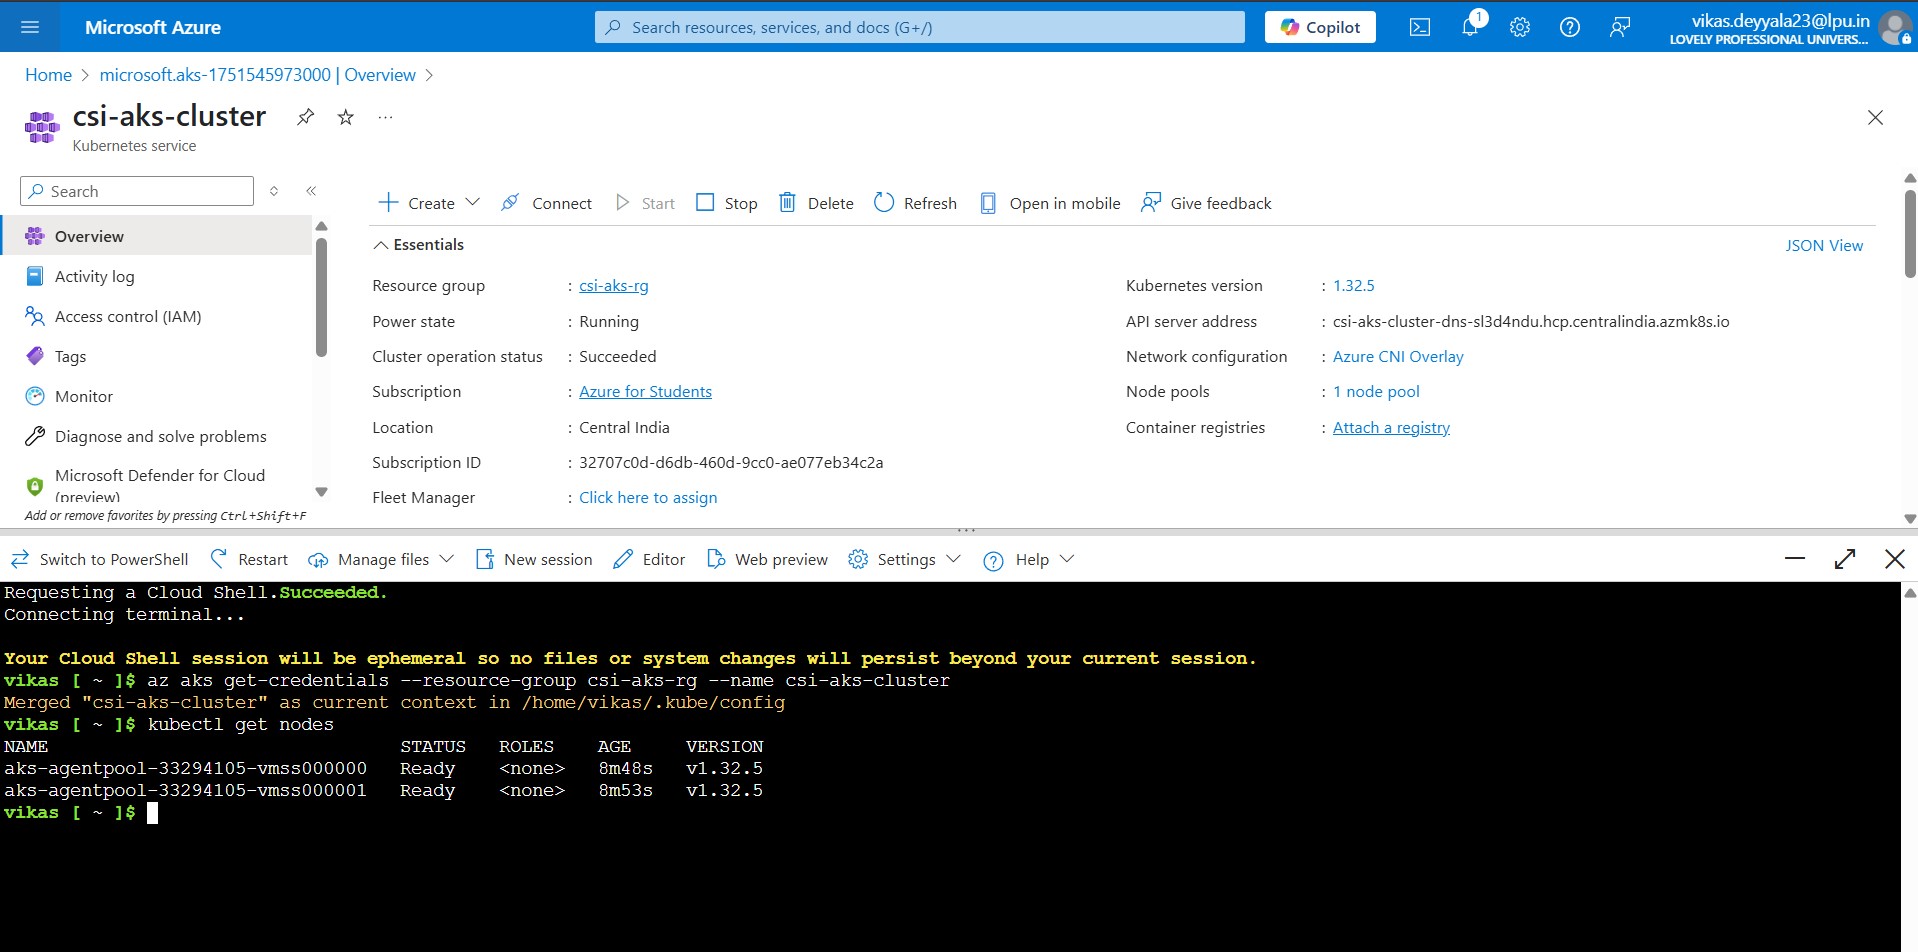 Microsoft Azure
Search resources, services, and docs (G+/)
Copilot
1
vikas.deyyala23@lpu.in
LOVELY PROFESSIONAL UNIVERS...
Home > microsoft.aks-1751545973000 | Overview >
csi-aks-cluster
Kubernetes service
Search
Overview
Activity log
Access control (IAM)
Tags
Monitor
Diagnose and solve problems
Microsoft Defender for Cloud
(preview)
Add or remove favorites by pressing Ctrl+Shift+F
Create
Connect
Start
Stop
Delete
Refresh
Open in mobile
Give feedback
Essentials
JSON View
Resource group : csi-aks-rg
Power state : Running
Cluster operation status : Succeeded
Subscription : Azure for Students
Location : Central India
Subscription ID : 32707c0d-d6db-460d-9cc0-ae077eb34c2a
Fleet Manager : Click here to assign
Kubernetes version : 1.32.5
API server address : csi-aks-cluster-dns-sl3d4ndu.hcp.centralindia.azmk8s.io
Network configuration : Azure CNI Overlay
Node pools : 1 node pool
Container registries : Attach a registry
Switch to PowerShell
Restart
Manage files
New session
Editor
Web preview
Settings
Help
Requesting a Cloud Shell.Succeeded.
Connecting terminal...
Your Cloud Shell session will be ephemeral so no files or system changes will persist beyond your current session.
vikas [ ~ ]$ az aks get-credentials --resource-group csi-aks-rg --name csi-aks-cluster
Merged "csi-aks-cluster" as current context in /home/vikas/.kube/config
vikas [ ~ ]$ kubectl get nodes
NAME STATUS ROLES AGE VERSION
aks-agentpool-33294105-vmss000000 Ready <none> 8m48s v1.32.5
aks-agentpool-33294105-vmss000001 Ready <none> 8m53s v1.32.5
vikas [ ~ ]$